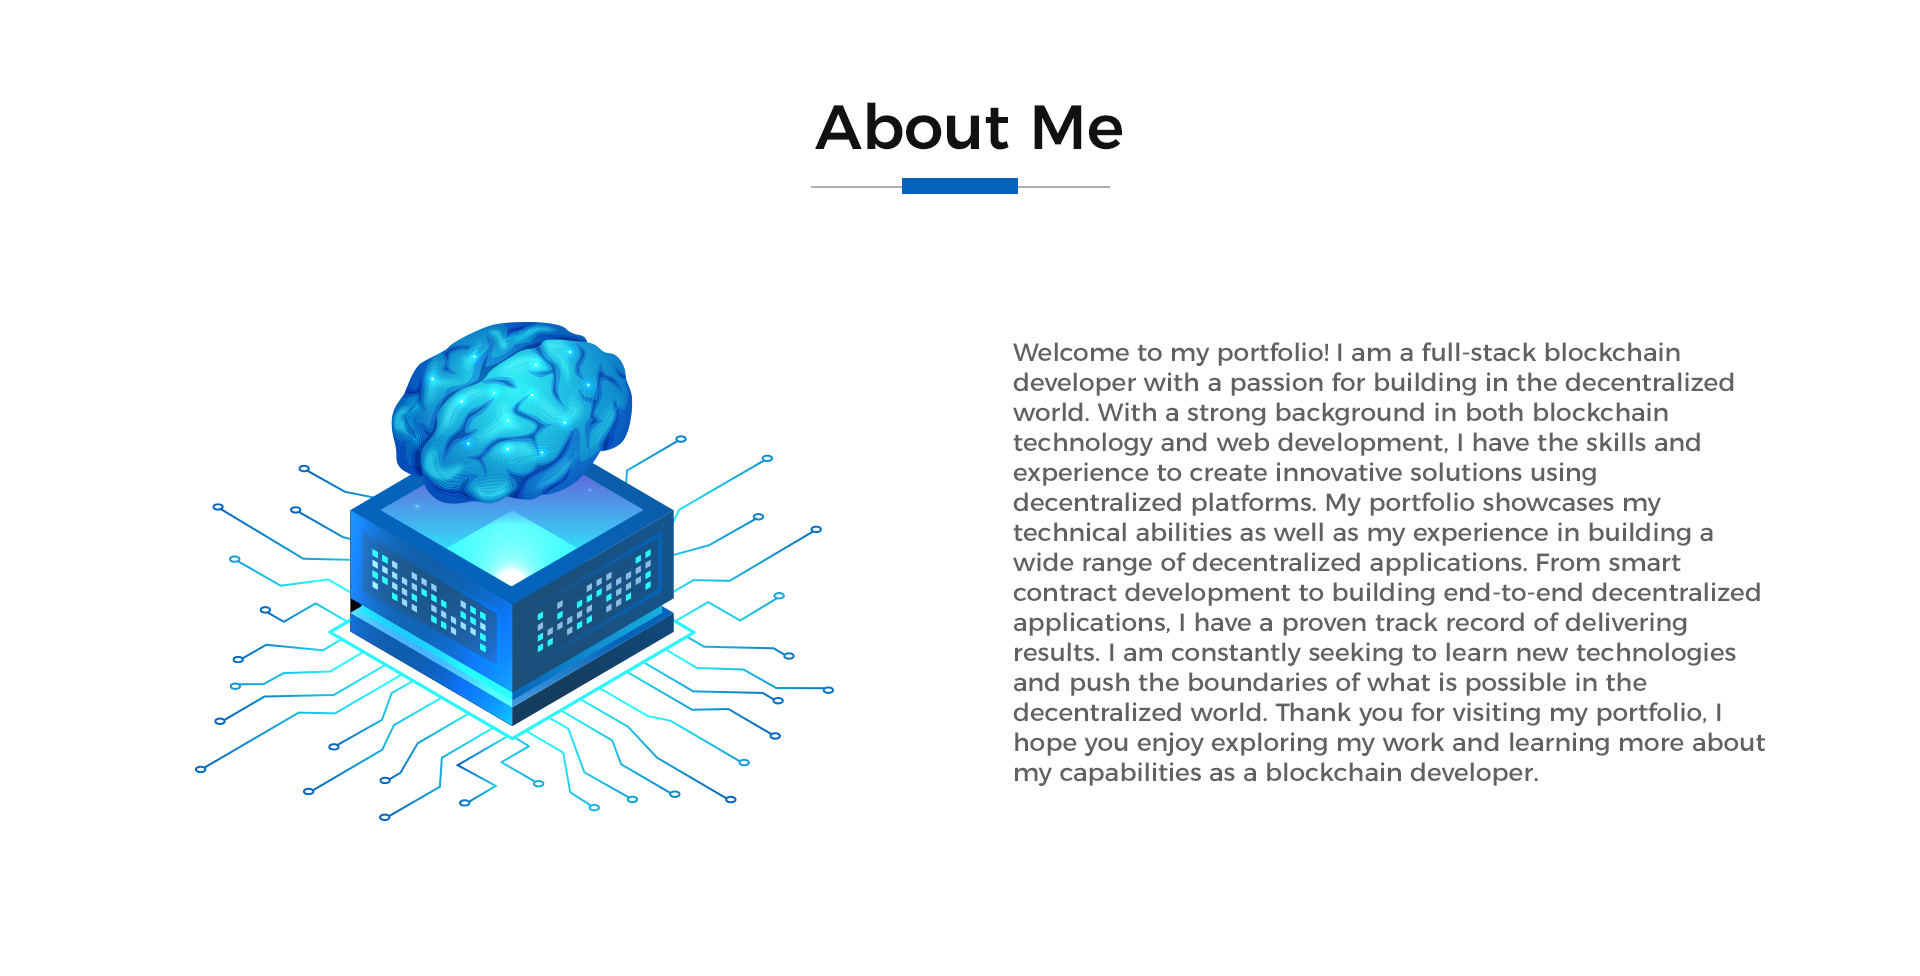 About Me
Welcome to my portfolio! I am a full-stack blockchain
developer with a passion for building in the decentralized
world. With a strong background in both blockchain
technology and web development, I have the skills and
experience to create innovative solutions using
decentralized platforms. My portfolio showcases my
technical abilities as well as my experience in building a
wide range of decentralized applications. From smart
contract development to building end-to-end decentralized
applications, I have a proven track record of delivering
results. I am constantly seeking to learn new technologies
and push the boundaries of what is possible in the
decentralized world. Thank you for visiting my portfolio, I
hope you enjoy exploring my work and learning more about
my capabilities as a blockchain developer.